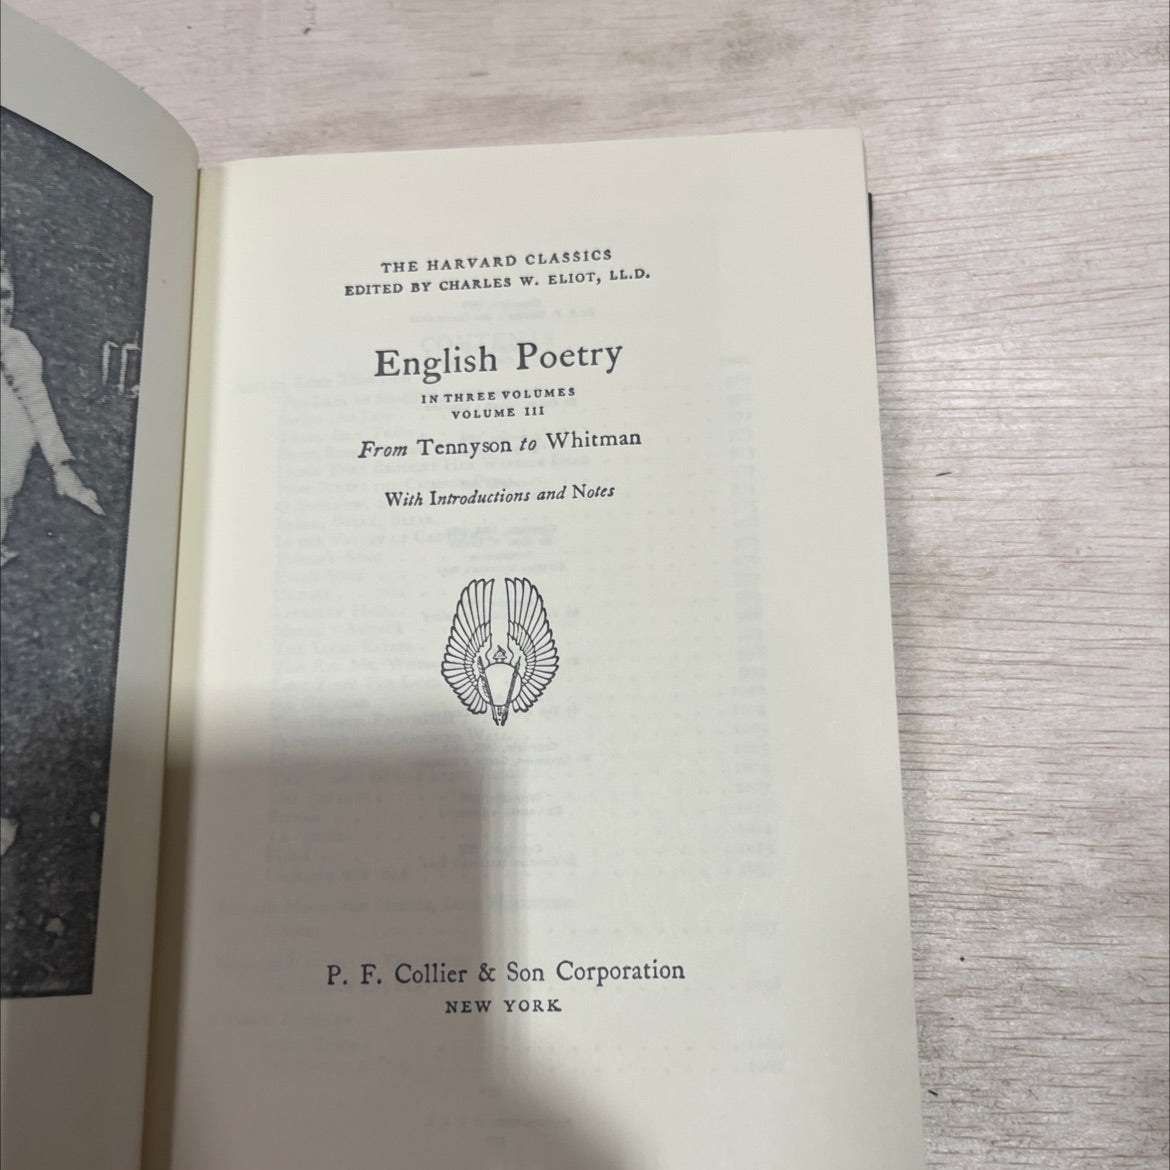 THE HARVARD CLASSICS
EDITED BY CHARLES W. ELIOT, LL.D.
English Poetry
IN THREE VOLUMES
VOLUME III
From Tennyson to Whitman
With Introductions and Notes
P. F. Collier & Son Corporation
NEW YORK